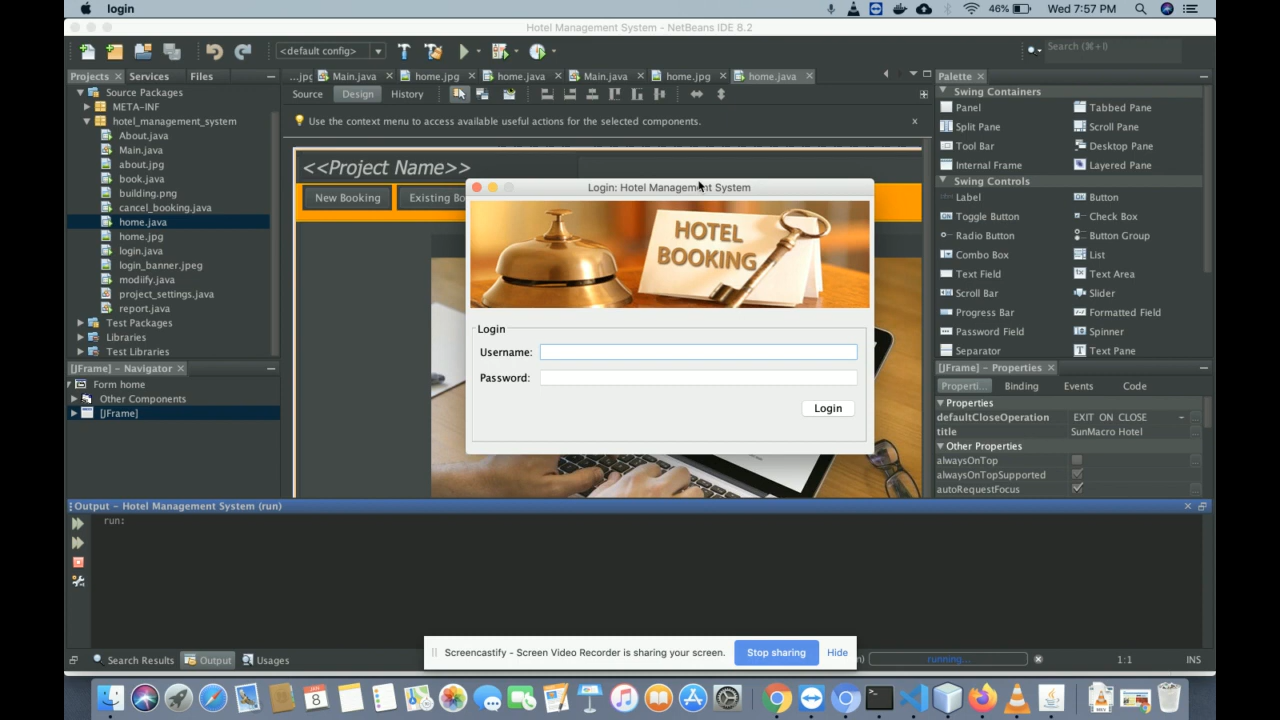 login
46%
Wed 7:57 PM
Hotel Management System - NetBeans IDE 8.2
<default config>
Search (⌘+I)
Projects
Services
Files
...jpg
Main.java
home.jpg
home.java
Main.java
home.jpg
home.java
Palette
Source
Design
History
Use the context menu to access available useful actions for the selected components.
Source Packages
META-INF
hotel_management_system
About.java
Main.java
about.jpg
book.java
building.png
cancel_booking.java
home.java
home.jpg
login.java
login_banner.jpeg
modiify.java
project_settings.java
report.java
Test Packages
Libraries
Test Libraries
<<Project Name>>
New Booking
Existing Bo
Login: Hotel Management System
HOTEL
BOOKING
Login
Username:
Password:
Login
Swing Containers
Panel
Tabbed Pane
Split Pane
Scroll Pane
Tool Bar
Desktop Pane
Internal Frame
Layered Pane
Swing Controls
Label
Button
Toggle Button
Check Box
Radio Button
Button Group
Combo Box
List
Text Field
Text Area
Scroll Bar
Slider
Progress Bar
Formatted Field
Password Field
Spinner
Separator
Text Pane
[JFrame] - Navigator
Form home
Other Components
[JFrame]
[JFrame] - Properties
Properti...
Binding
Events
Code
Properties
defaultCloseOperation
EXIT_ON_CLOSE
title
SunMacro Hotel
Other Properties
alwaysOnTop
alwaysOnTopSupported
autoRequestFocus
Output - Hotel Management System (run)
run:
Screencastify - Screen Video Recorder is sharing your screen.
Stop sharing
Hide
Search Results
Output
Usages
running...
1:1
INS
8